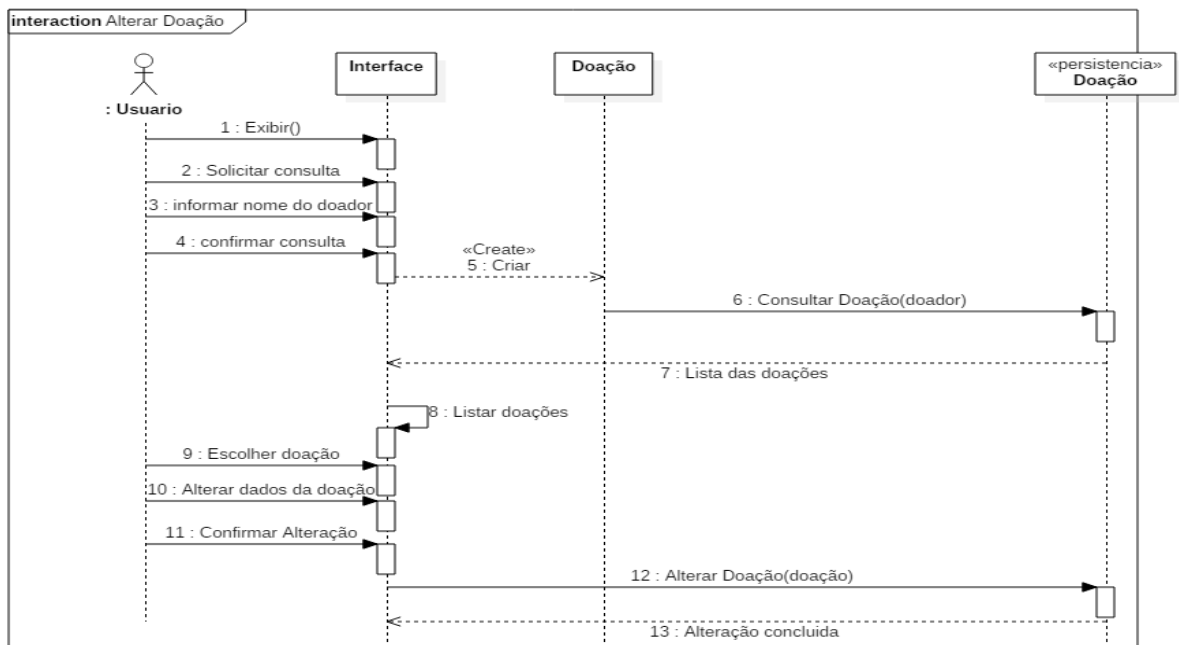 interaction Alterar Doação
: Usuario
Interface
Doação
«persistencia»
Doação
1 : Exibir()
2 : Solicitar consulta
3 : informar nome do doador
4 : confirmar consulta
«Create»
5 : Criar
6 : Consultar Doação(doador)
7 : Lista das doações
8 : Listar doações
9 : Escolher doação
10 : Alterar dados da doação
11 : Confirmar Alteração
12 : Alterar Doação(doação)
13 : Alteração concluida